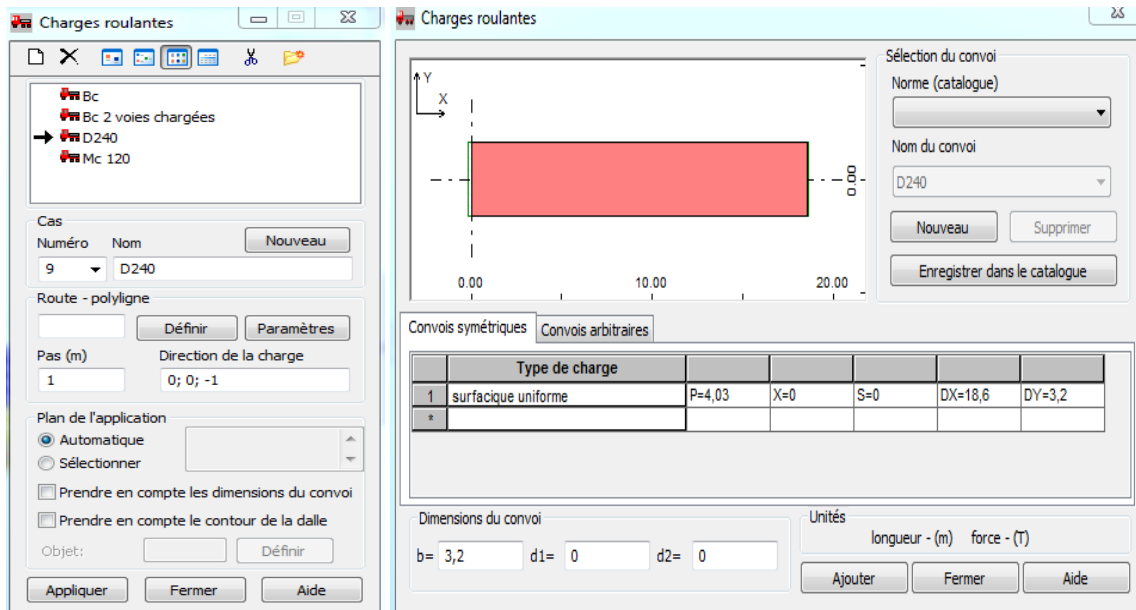 Charges roulantes
Bc
Bc 2 voies chargées
D240
Mc 120
Cas
Numéro Nom Nouveau
9 D240
Route - polyligne
Définir Paramètres
Pas (m) Direction de la charge
1 0; 0; -1
Plan de l'application
Automatique
Sélectionner
Prendre en compte les dimensions du convoi
Prendre en compte le contour de la dalle
Objet: Définir
Appliquer Fermer Aide
Charges roulantes
Y
X
0.00
0.00 10.00 20.00
Sélection du convoi
Norme (catalogue)
Nom du convoi
D240
Nouveau Supprimer
Enregistrer dans le catalogue
Convois symétriques Convois arbitraires
Type de charge
1 surfacique uniforme P=4,03 X=0 S=0 DX=18,6 DY=3,2
*
Dimensions du convoi
b= 3,2 d1= 0 d2= 0
Unités
longueur - (m) force - (T)
Ajouter Fermer Aide